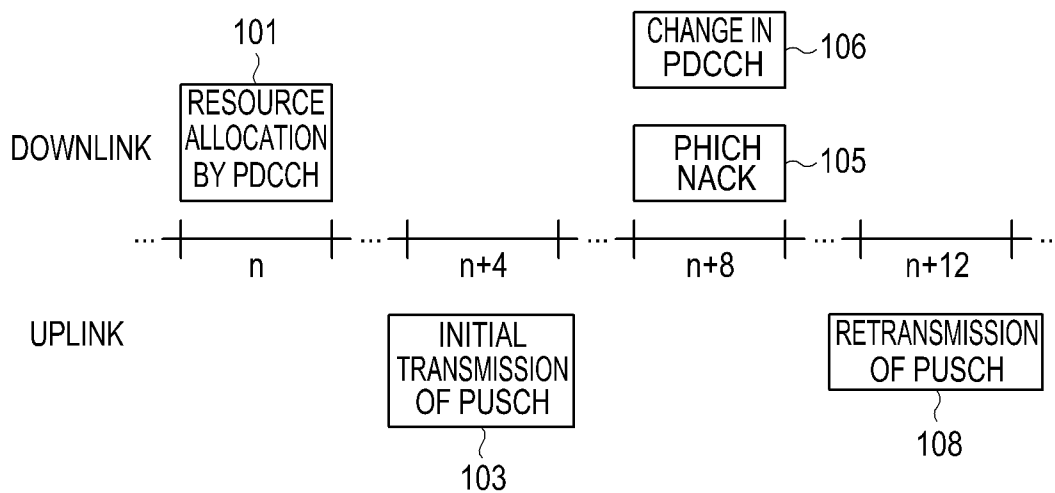 101
RESOURCE
ALLOCATION
BY PDCCH
CHANGE IN
PDCCH
106
DOWNLINK
PHICH
NACK
105
... ... ... ... ..
n
n+4
n+8
n+12
UPLINK
INITIAL
TRANSMISSION
OF PUSCH
103
RETRANSMISSION
OF PUSCH
108